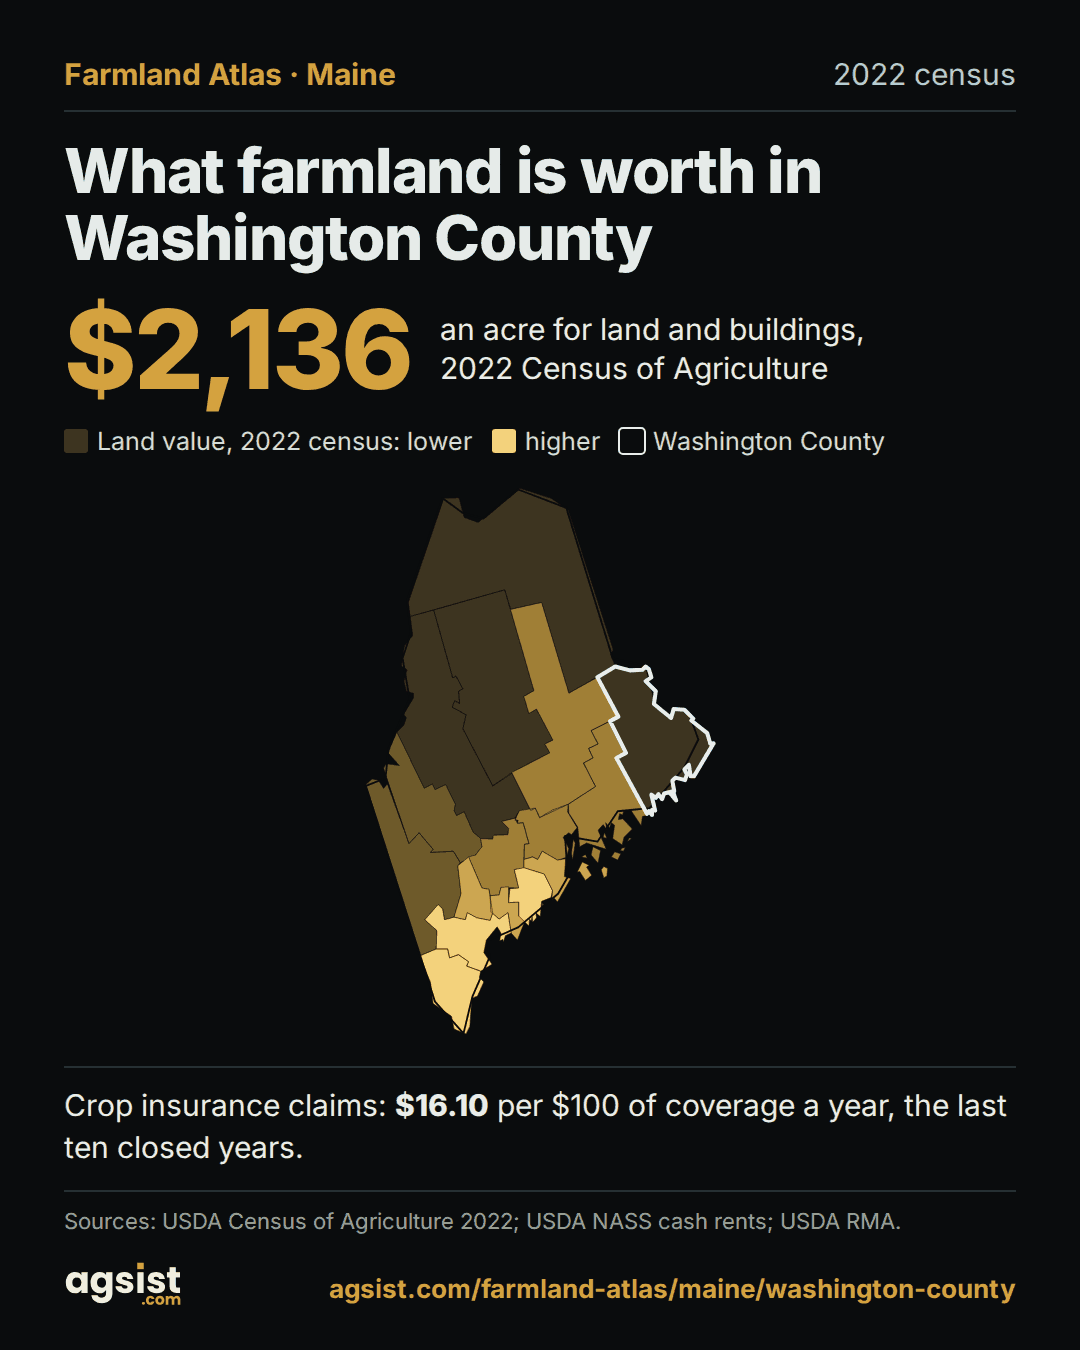 Farmland Atlas · Maine
2022 census
What farmland is worth in
Washington County
$2,136
an acre for land and buildings,
2022 Census of Agriculture
Land value, 2022 census: lower
higher
Washington County
Crop insurance claims: $16.10 per $100 of coverage a year, the last
ten closed years.
Sources: USDA Census of Agriculture 2022; USDA NASS cash rents; USDA RMA.
agsist
.com
agsist.com/farmland-atlas/maine/washington-county